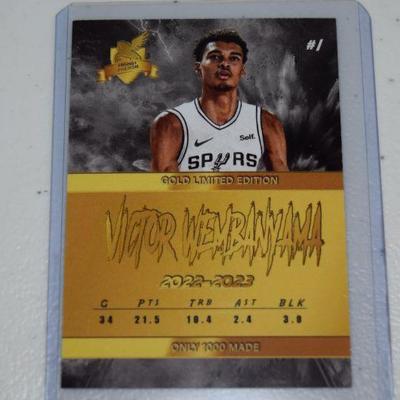 #1
Self.
SPURS
GOLD LIMITED EDITION
VICTOR WEMBANYAMA
2022-2023
G PTS TRB AST BLK
34 21.5 10.4 2.4 3.0
ONLY 1000 MADE